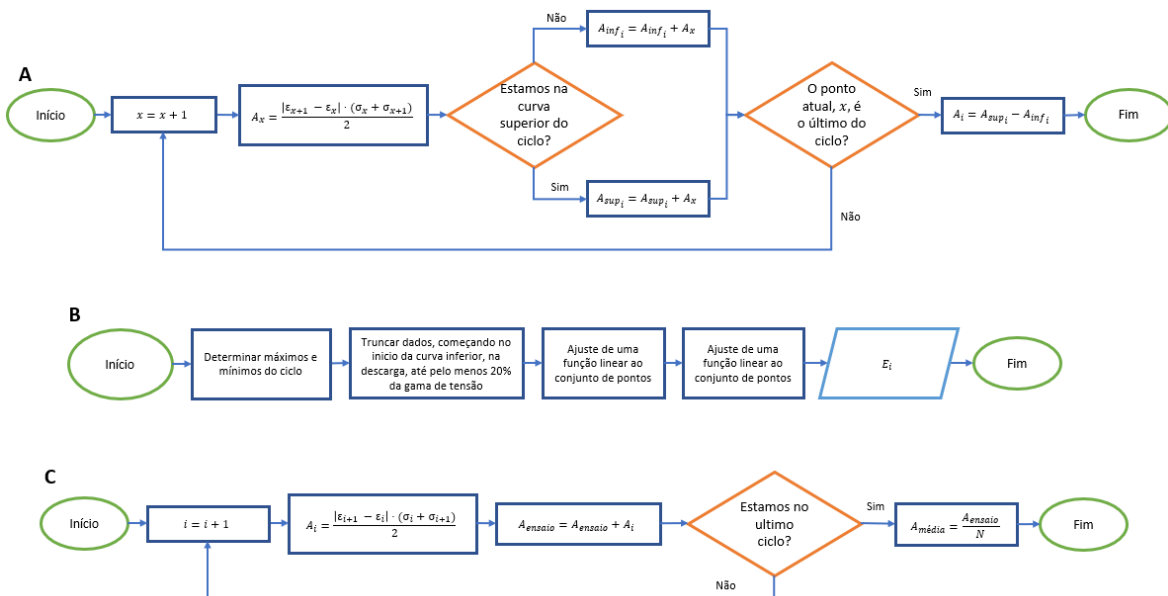 A
Início
x = x + 1
A_x = |ε_{x+1} − ε_x| · (σ_x + σ_{x+1}) / 2
Estamos na
curva
superior do
ciclo?
Não
A_{inf_i} = A_{inf_i} + A_x
Sim
A_{sup_i} = A_{sup_i} + A_x
O ponto
atual, x, é
o último do
ciclo?
Sim
A_i = A_{sup_i} − A_{inf_i}
Fim
Não
B
Início
Determinar máximos e
mínimos do ciclo
Truncar dados, começando no
inicio da curva inferior, na
descarga, até pelo menos 20%
da gama de tensão
Ajuste de uma
função linear ao
conjunto de pontos
Ajuste de uma
função linear ao
conjunto de pontos
E_i
Fim
C
Início
i = i + 1
A_i = |ε_{i+1} − ε_i| · (σ_i + σ_{i+1}) / 2
A_{ensaio} = A_{ensaio} + A_i
Estamos no
ultimo
ciclo?
Sim
A_{média} = A_{ensaio} / N
Fim
Não